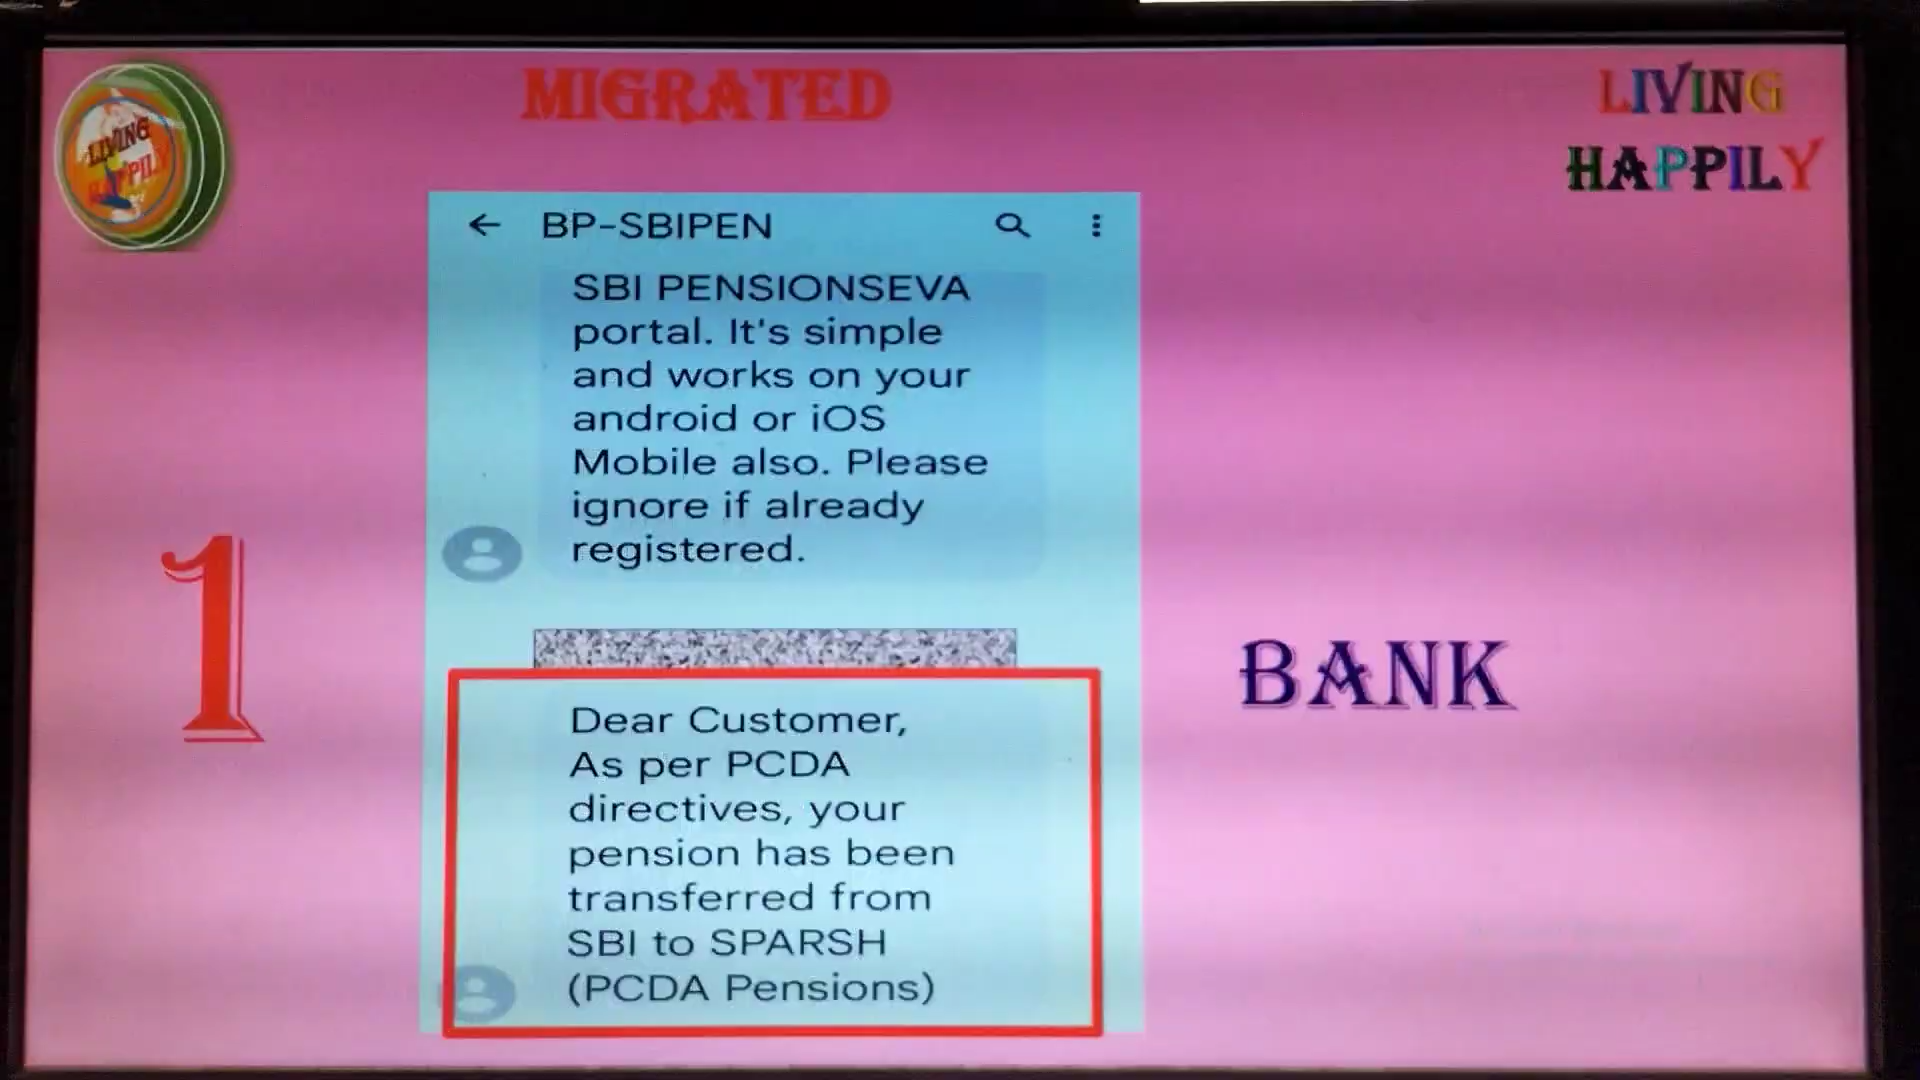 MIGRATED
LIVING
HAPPILY
LIVING
HAPPILY
BP-SBIPEN
SBI PENSIONSEVA
portal. It's simple
and works on your
android or iOS
Mobile also. Please
ignore if already
registered.
1
BANK
Dear Customer,
As per PCDA
directives, your
pension has been
transferred from
SBI to SPARSH
(PCDA Pensions)